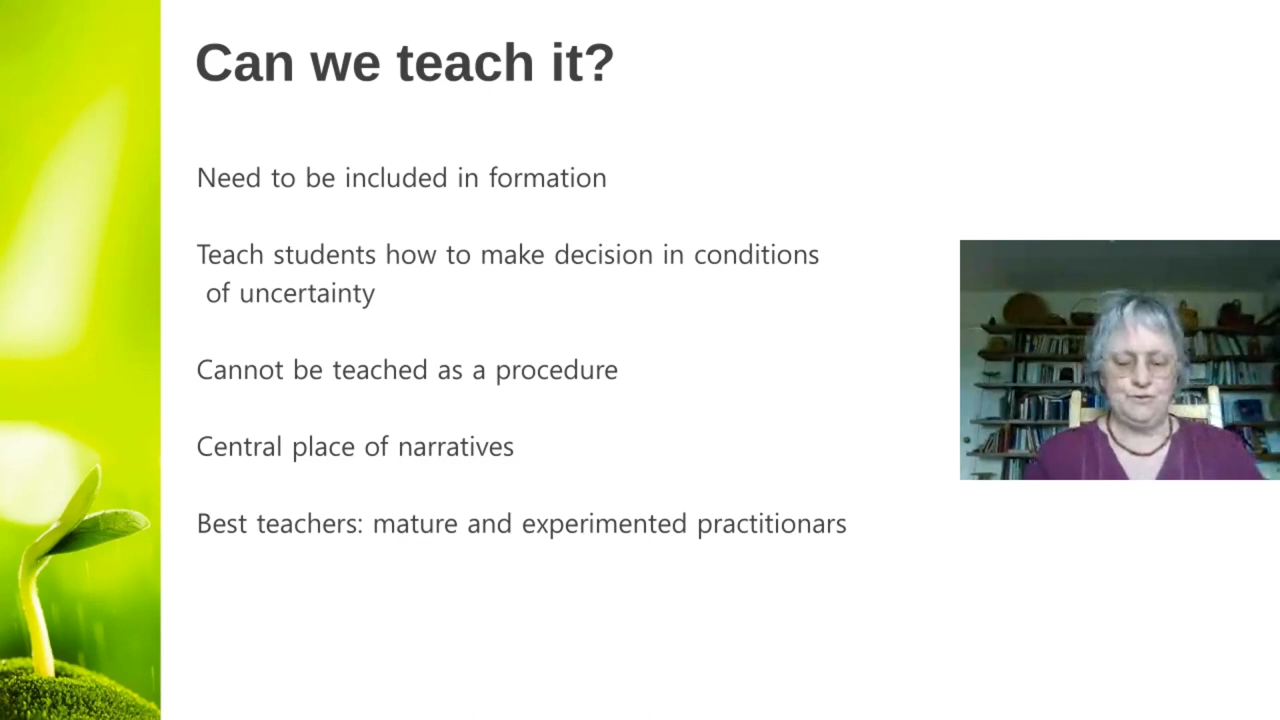 Can we teach it?
Need to be included in formation
Teach students how to make decision in conditions
of uncertainty
Cannot be teached as a procedure
Central place of narratives
Best teachers: mature and experimented practitionars